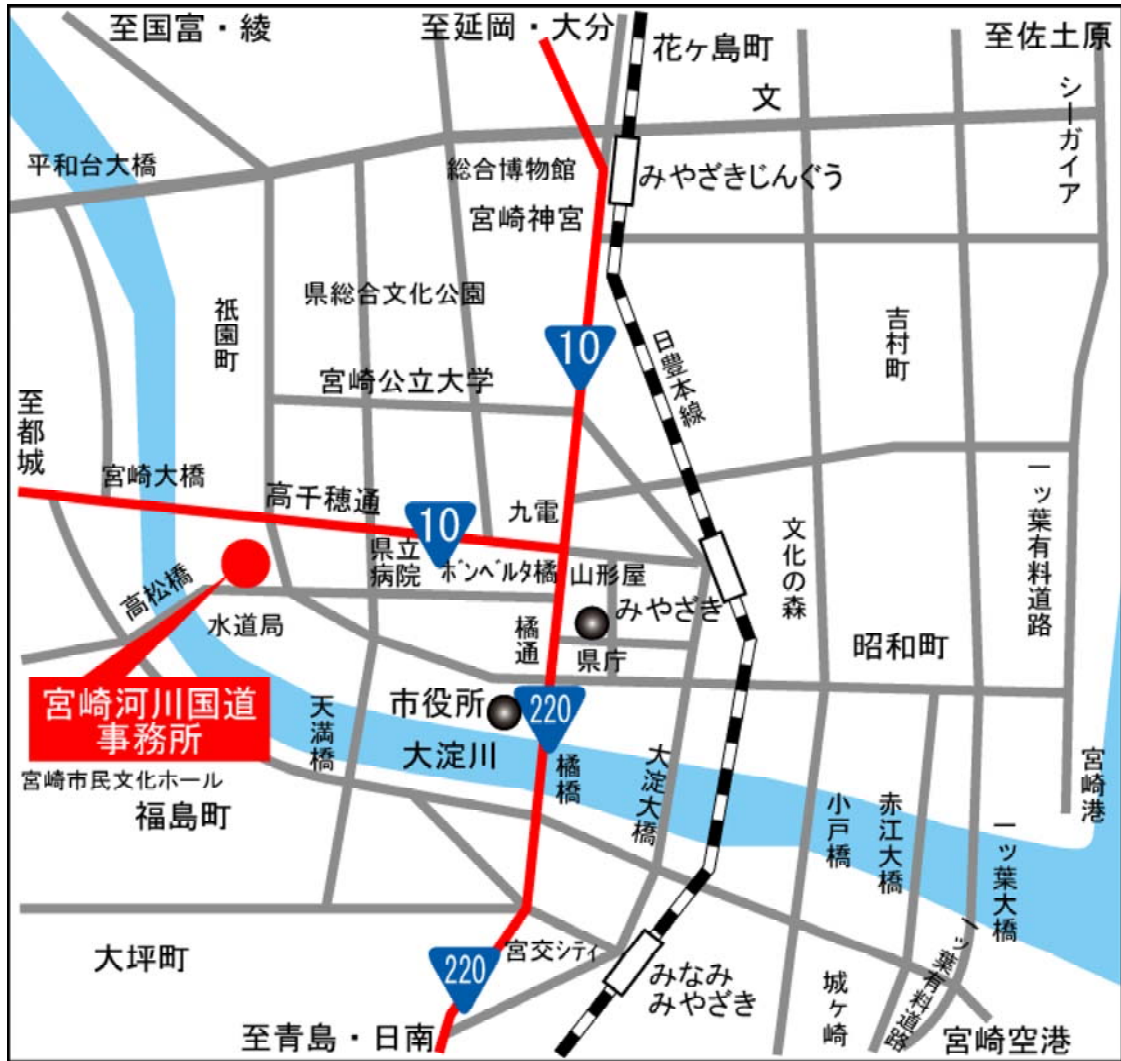 至国富・綾
至延岡・大分
花ヶ島町
至佐土原
文
シーガイア
平和台大橋
総合博物館
みやざきじんぐう
宮崎神宮
県総合文化公園
祇園町
10
吉村町
日豊本線
宮崎公立大学
至都城
宮崎大橋
高千穂通
10
九電
一ッ葉有料道路
文化の森
県立
病院
ボンベルタ橘
山形屋
高松橋
水道局
みやざき
橘通
県庁
昭和町
宮崎河川国道
事務所
天満橋
市役所
220
大淀川
橘橋
大淀大橋
宮崎港
宮崎市民文化ホール
福島町
小戸橋
赤江大橋
一ッ葉大橋
大坪町
宮交シティ
220
みなみ
みやざき
城ヶ崎
一ッ葉有料道路
至青島・日南
宮崎空港